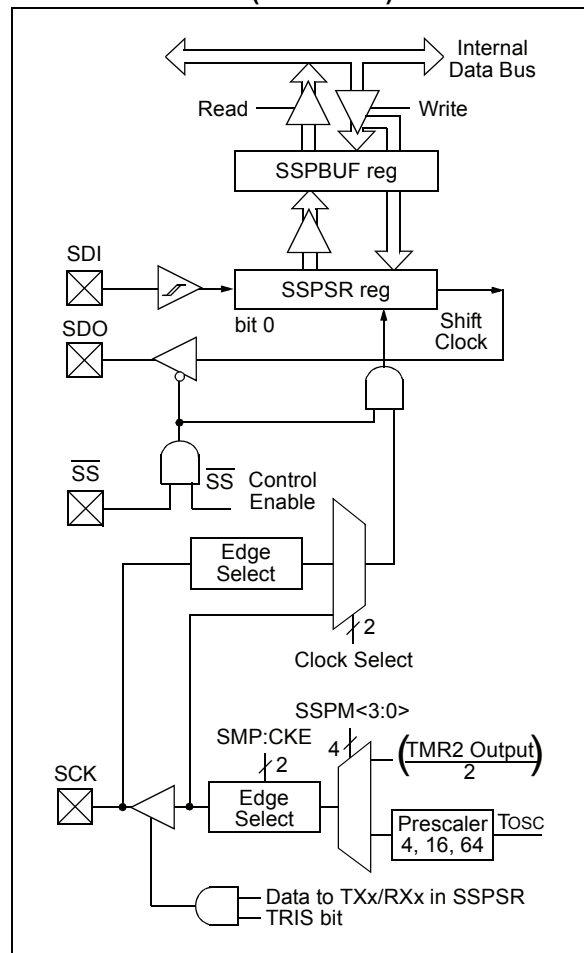 Internal
Data Bus
Read
Write
SSPBUF reg
SDI
SSPSR reg
bit 0
Shift
Clock
SDO
SS
SS
Control
Enable
Edge
Select
2
Clock Select
SSPM<3:0>
SMP:CKE
4
(TMR2 Output)
2
2
SCK
Edge
Select
Prescaler
4, 16, 64
TOSC
Data to TXx/RXx in SSPSR
TRIS bit